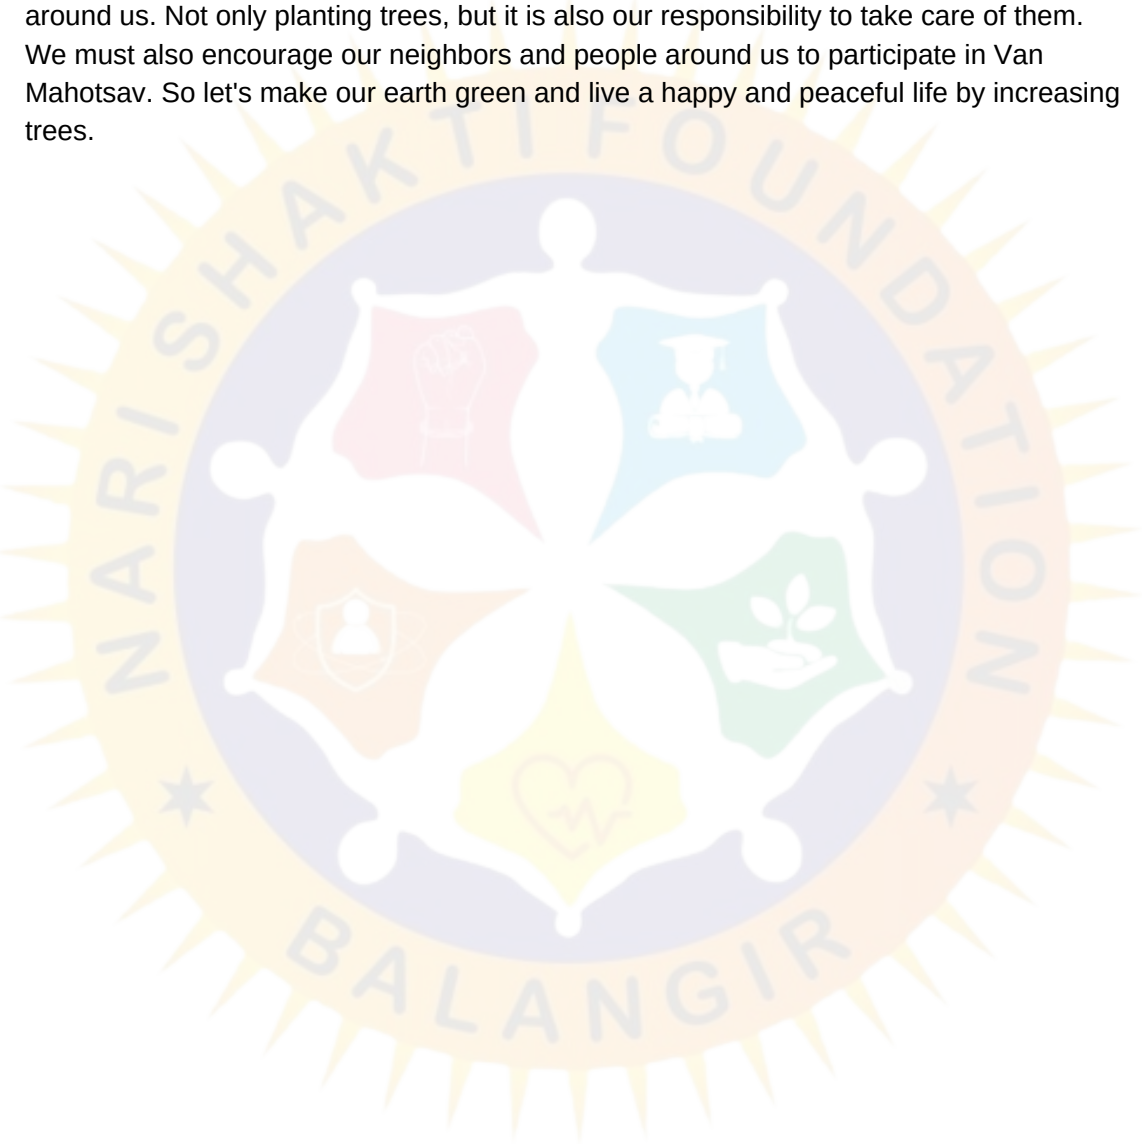 around us. Not only planting trees, but it is also our responsibility to take care of them.
We must also encourage our neighbors and people around us to participate in Van
Mahotsav. So let's make our earth green and live a happy and peaceful life by increasing
trees.
NARI SHAKTI FOUNDATION
BALANGIR